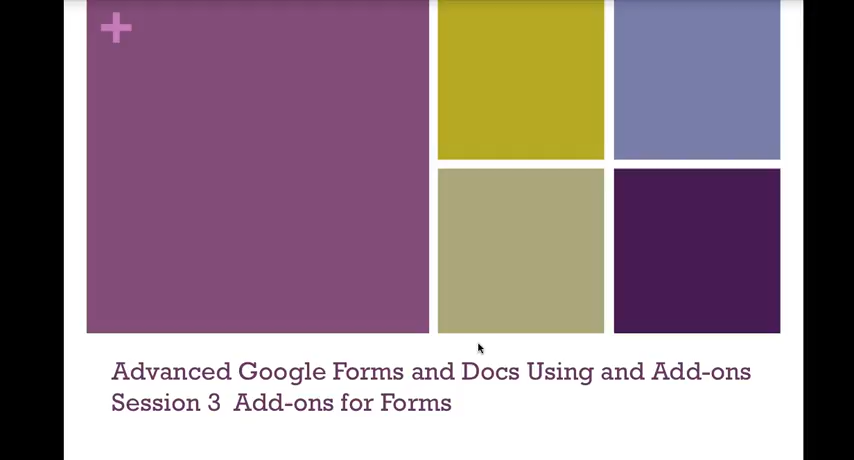 +
Advanced Google Forms and Docs Using and Add-ons
Session 3  Add-ons for Forms